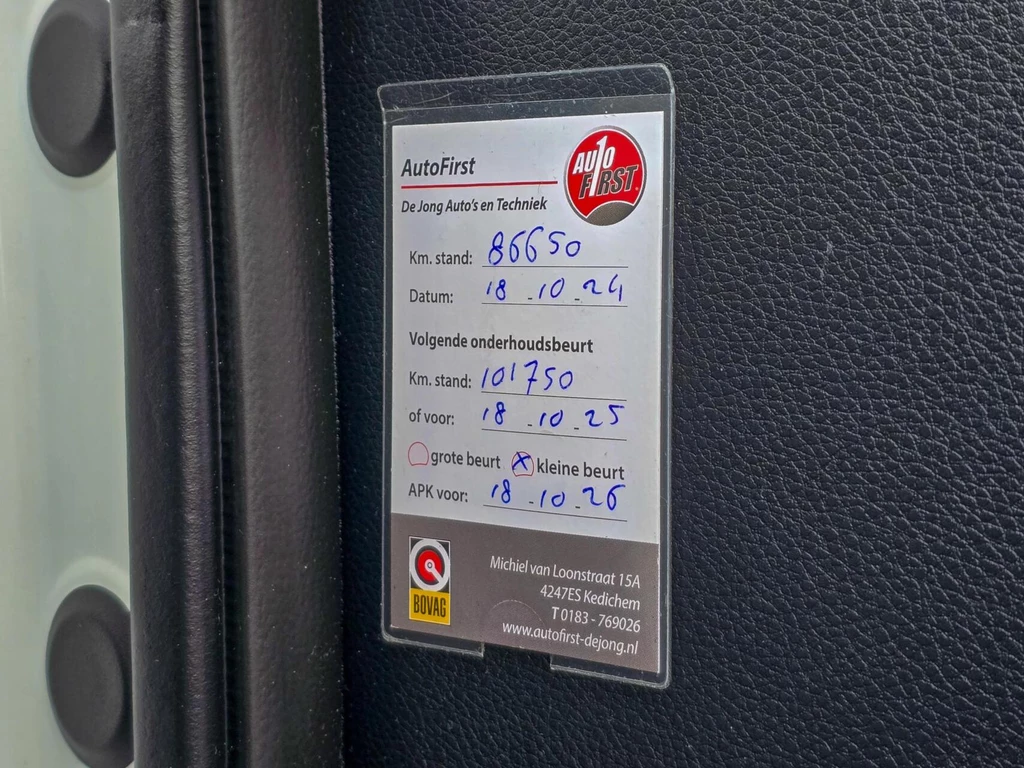 AutoFirst
AUTO
F1RST
De Jong Auto's en Techniek
Km. stand: 86650
Datum: 18-10-24
Volgende onderhoudsbeurt
Km. stand: 101750
of voor: 18-10-25
grote beurt X kleine beurt
APK voor: 18-10-26
BOVAG
Michiel van Loonstraat 15A
4247ES Kedichem
T 0183 - 769026
www.autofirst-dejong.nl